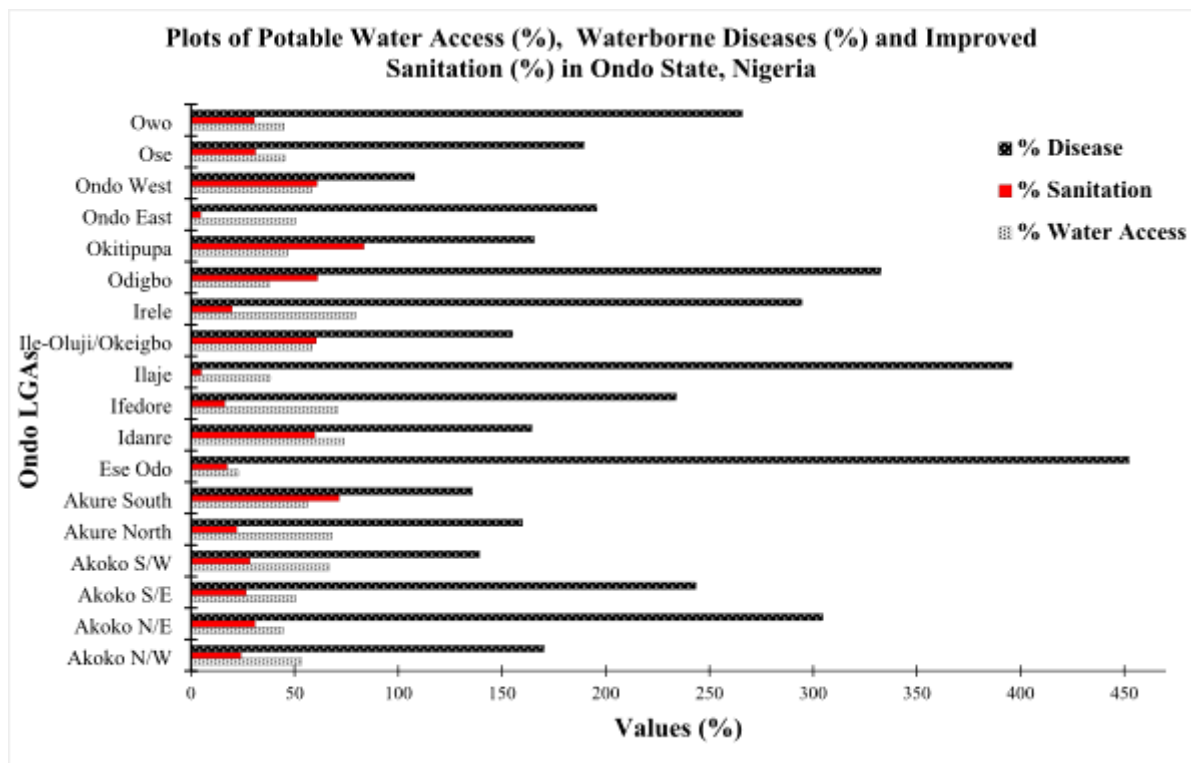 Plots of Potable Water Access (%), Waterborne Diseases (%) and Improved
Sanitation (%) in Ondo State, Nigeria
Owo
Ose
Ondo West
Ondo East
Okitipupa
Odigbo
Irele
Ile-Oluji/Okeigbo
Ilaje
Ifedore
Idanre
Ese Odo
Akure South
Akure North
Akoko S/W
Akoko S/E
Akoko N/E
Akoko N/W
Ondo LGAs
% Disease
% Sanitation
% Water Access
0 50 100 150 200 250 300 350 400 450
Values (%)